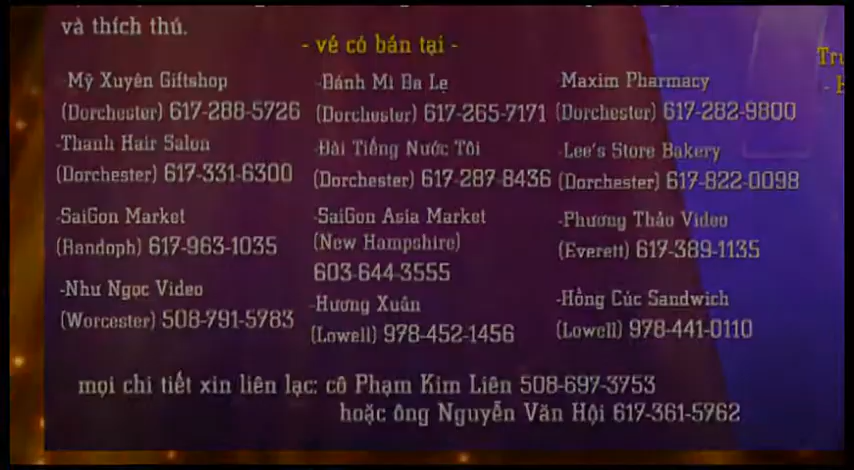 và thích thú.
- vé có bán tại -
-Mỹ Xuyên Giftshop
(Dorchester) 617-288-5726
-Thanh Hair Salon
(Dorchester) 617-331-6300
-SaiGon Market
(Randoph) 617-963-1035
-Như Ngọc Video
(Worcester) 508-791-5783
-Bánh Mì Ba Lẹ
(Dorchester) 617-265-7171
-Đài Tiếng Nước Tôi
(Dorchester) 617-287-8436
-SaiGon Asia Market
(New Hampshire)
603-644-3555
-Hương Xuân
(Lowell) 978-452-1456
Maxim Pharmacy
(Dorchester) 617-282-9800
-Lee's Store Bakery
(Dorchester) 617-822-0098
-Phương Thảo Video
(Everett) 617-389-1135
-Hồng Cúc Sandwich
(Lowell) 978-441-0110
mọi chi tiết xin liên lạc: cô Phạm Kim Liên 508-697-3753
hoặc ông Nguyễn Văn Hội 617-361-5762